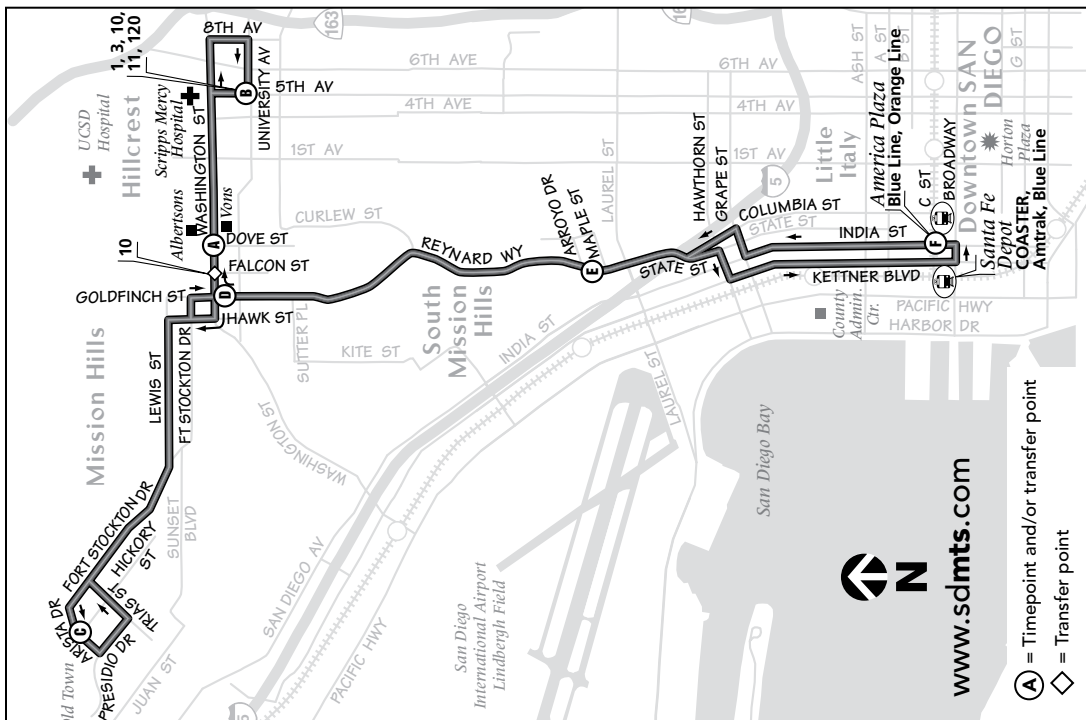 163
16
8TH AV
1, 3, 10,
11, 120
6TH AVE
6TH AV
5TH AV
B
UNIVERSITY AV
4TH AVE
4TH AV
UCSD
Hospital
Scripps Mercy
Hospital
Hillcrest
WASHINGTON ST
1ST AV
1ST AV
ASH ST
A ST
B ST
G ST
Downtown SAN
DIEGO
Horton
Plaza
America Plaza
Blue Line, Orange Line
C ST
BROADWAY
Albertsons
Vons
A
DOVE ST
CURLEW ST
LAUREL ST
HAWTHORN ST
GRAPE ST
5
Little
Italy
COLUMBIA ST
STATE ST
INDIA ST
F
10
FALCON ST
GOLDFINCH ST
D
JHAWK ST
REYNARD WY
ARROYO DR
MAPLE ST
E
STATE ST
KETTNER BLVD
Santa Fe
Depot
COASTER,
Amtrak, Blue Line
Mission Hills
LEWIS ST
FT STOCKTON DR
SUTTER PL
KITE ST
South
Mission
Hills
INDIA ST
County
Admin.
Ctr.
PACIFIC HWY
HARBOR DR
FORT STOCKTON DR
HICKORY
ST
SUNSET
BLVD
WASHINGTON ST
LAUREL ST
ARISTA DR
C
TRIAS ST
PRESIDIO DR
ld Town
JUAN ST
SAN DIEGO AV
PACIFIC HWY
5
San Diego
International Airport
Lindbergh Field
San Diego Bay
N
www.sdmts.com
A = Timepoint and/or transfer point
= Transfer point